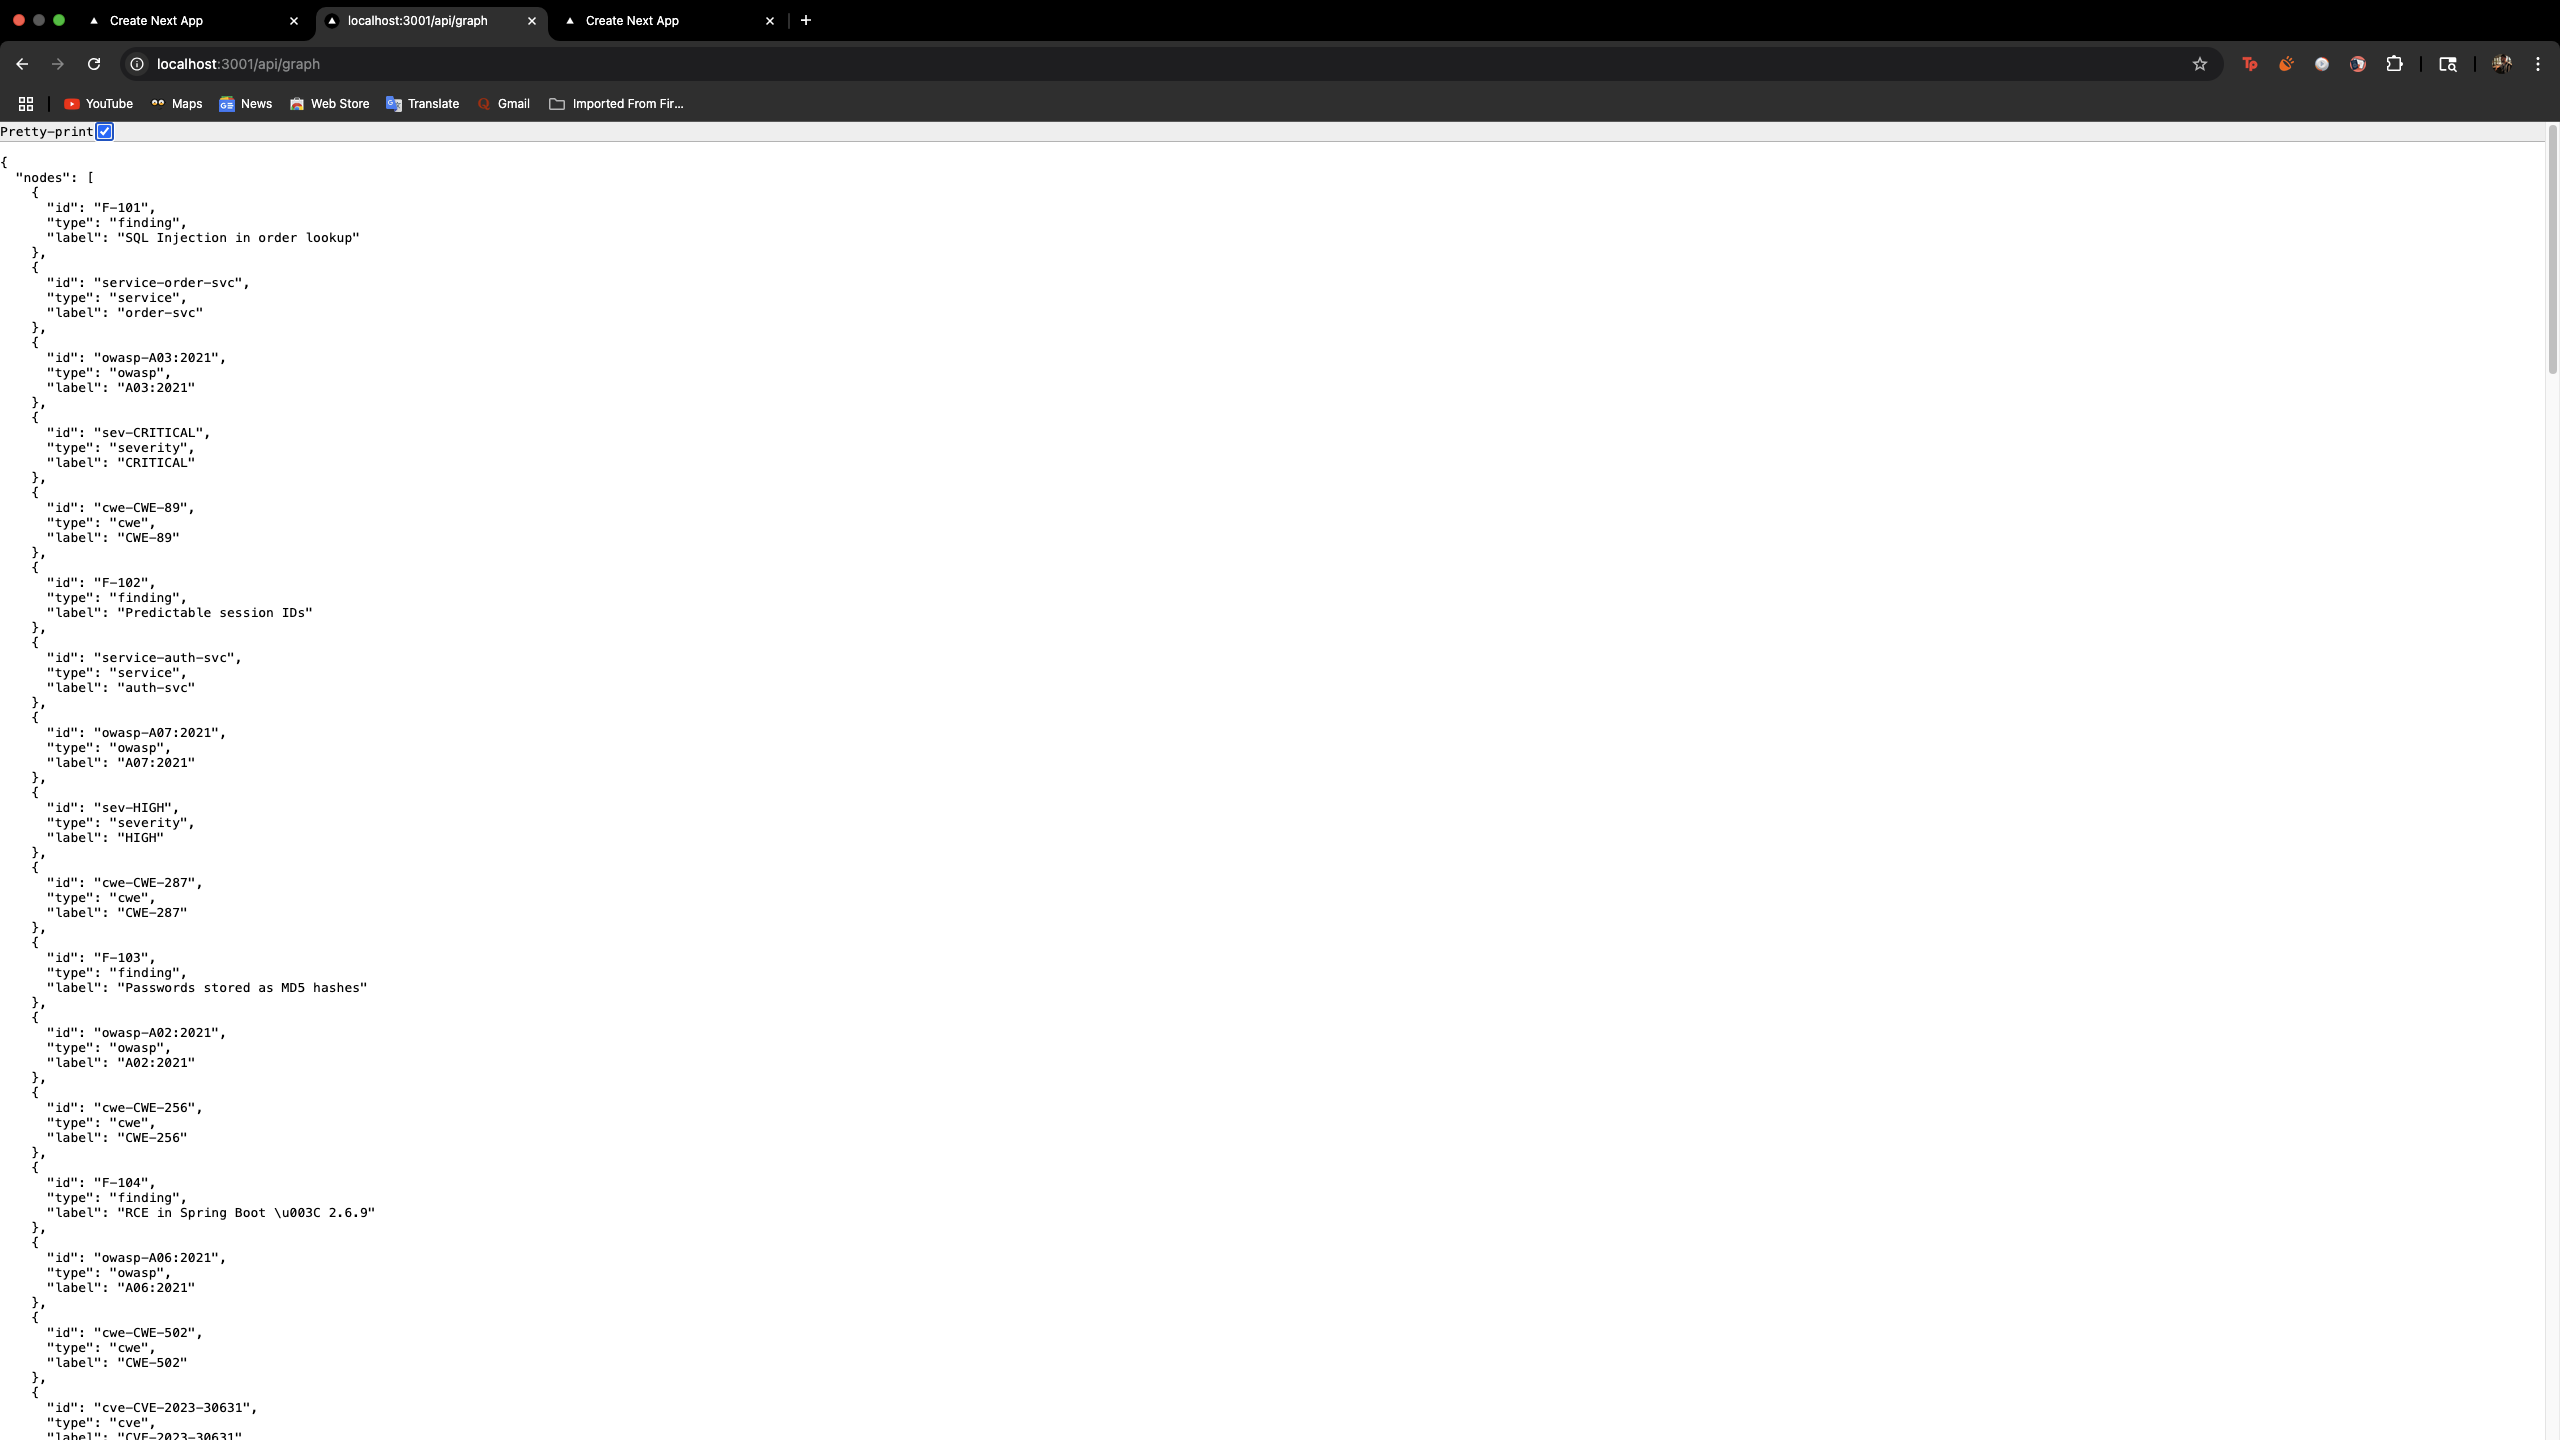 Create Next App
localhost:3001/api/graph
Create Next App
localhost:3001/api/graph
Tp
YouTube
Maps
News
Web Store
Translate
Gmail
Imported From Fir...
Pretty-print
{
  "nodes": [
    {
      "id": "F-101",
      "type": "finding",
      "label": "SQL Injection in order lookup"
    },
    {
      "id": "service-order-svc",
      "type": "service",
      "label": "order-svc"
    },
    {
      "id": "owasp-A03:2021",
      "type": "owasp",
      "label": "A03:2021"
    },
    {
      "id": "sev-CRITICAL",
      "type": "severity",
      "label": "CRITICAL"
    },
    {
      "id": "cwe-CWE-89",
      "type": "cwe",
      "label": "CWE-89"
    },
    {
      "id": "F-102",
      "type": "finding",
      "label": "Predictable session IDs"
    },
    {
      "id": "service-auth-svc",
      "type": "service",
      "label": "auth-svc"
    },
    {
      "id": "owasp-A07:2021",
      "type": "owasp",
      "label": "A07:2021"
    },
    {
      "id": "sev-HIGH",
      "type": "severity",
      "label": "HIGH"
    },
    {
      "id": "cwe-CWE-287",
      "type": "cwe",
      "label": "CWE-287"
    },
    {
      "id": "F-103",
      "type": "finding",
      "label": "Passwords stored as MD5 hashes"
    },
    {
      "id": "owasp-A02:2021",
      "type": "owasp",
      "label": "A02:2021"
    },
    {
      "id": "cwe-CWE-256",
      "type": "cwe",
      "label": "CWE-256"
    },
    {
      "id": "F-104",
      "type": "finding",
      "label": "RCE in Spring Boot \u003C 2.6.9"
    },
    {
      "id": "owasp-A06:2021",
      "type": "owasp",
      "label": "A06:2021"
    },
    {
      "id": "cwe-CWE-502",
      "type": "cwe",
      "label": "CWE-502"
    },
    {
      "id": "cve-CVE-2023-30631",
      "type": "cve",
      "label": "CVE-2023-30631"